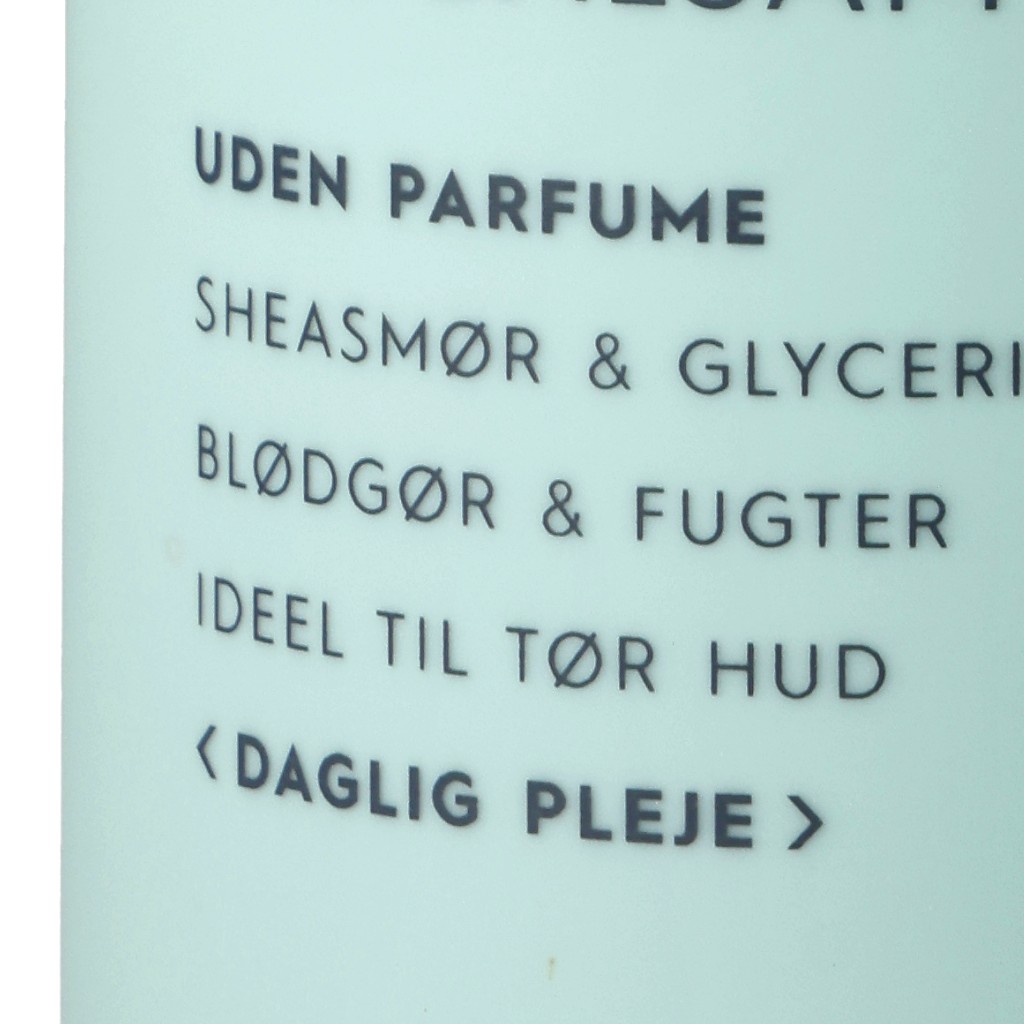 UDEN PARFUME
SHEASMØR & GLYCERI
BLØDGØR & FUGTER
IDEEL TIL TØR HUD
<DAGLIG PLEJE>